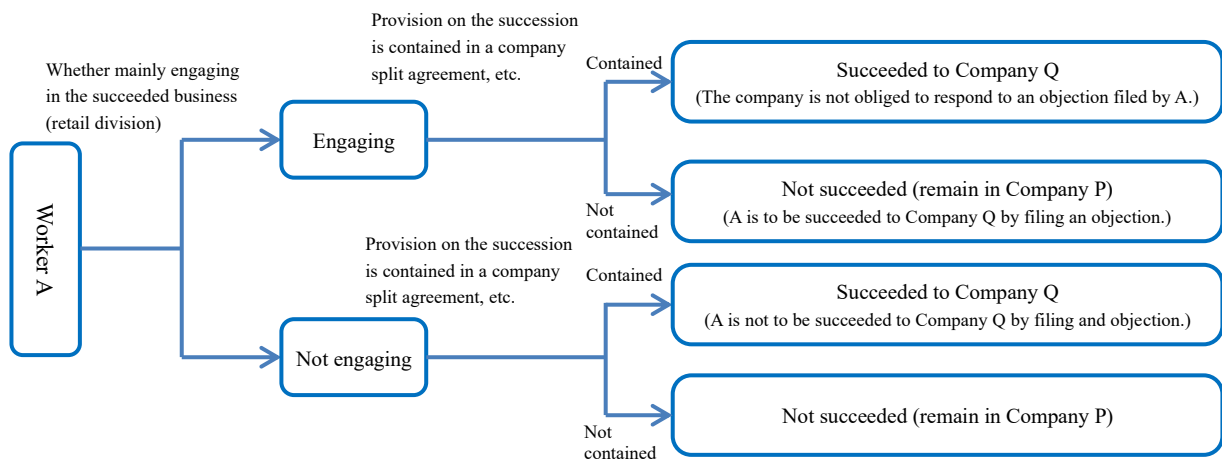 Provision on the succession
is contained in a company
split agreement, etc.
Whether mainly engaging
in the succeeded business
(retail division)
Worker A
Engaging
Contained
Succeeded to Company Q
(The company is not obliged to respond to an objection filed by A.)
Not
contained
Not succeeded (remain in Company P)
(A is to be succeeded to Company Q by filing an objection.)
Provision on the succession
is contained in a company
split agreement, etc.
Not engaging
Contained
Succeeded to Company Q
(A is not to be succeeded to Company Q by filing and objection.)
Not
contained
Not succeeded (remain in Company P)